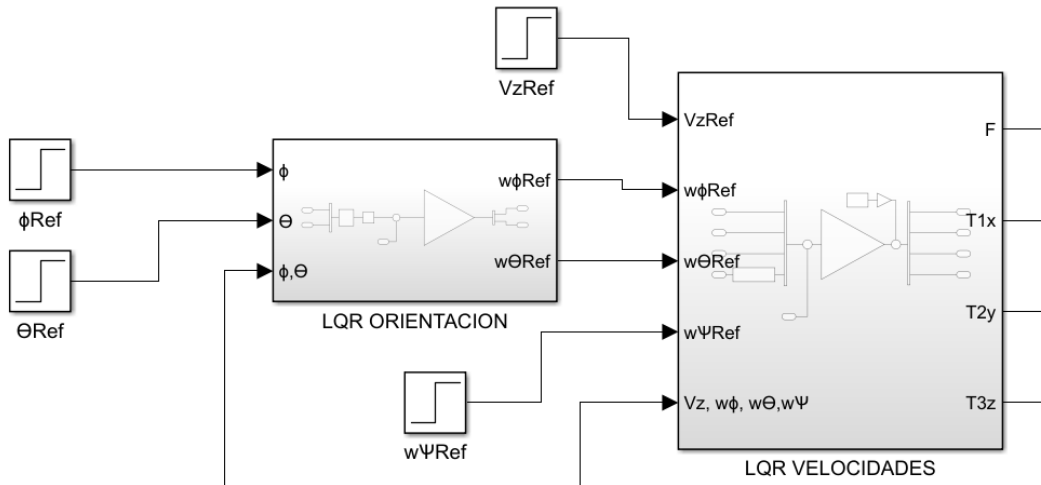 VzRef
VzRef
F
ϕ
wϕRef
wϕRef
ϕRef
ϴ
T1x
ϕ,ϴ
wϴRef
wϴRef
ϴRef
LQR ORIENTACION
T2y
wΨRef
Vz, wϕ, wϴ,wΨ
T3z
wΨRef
LQR VELOCIDADES